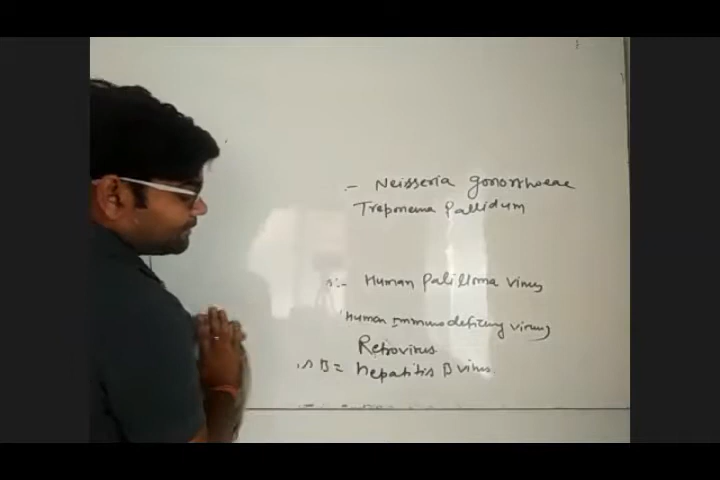 :- Neisseria gonorrhoeae
Treponema pallidum
:- Human Palilloma virus
Human immunodeficiency virus
Retrovirus
B = hepatitis B virus